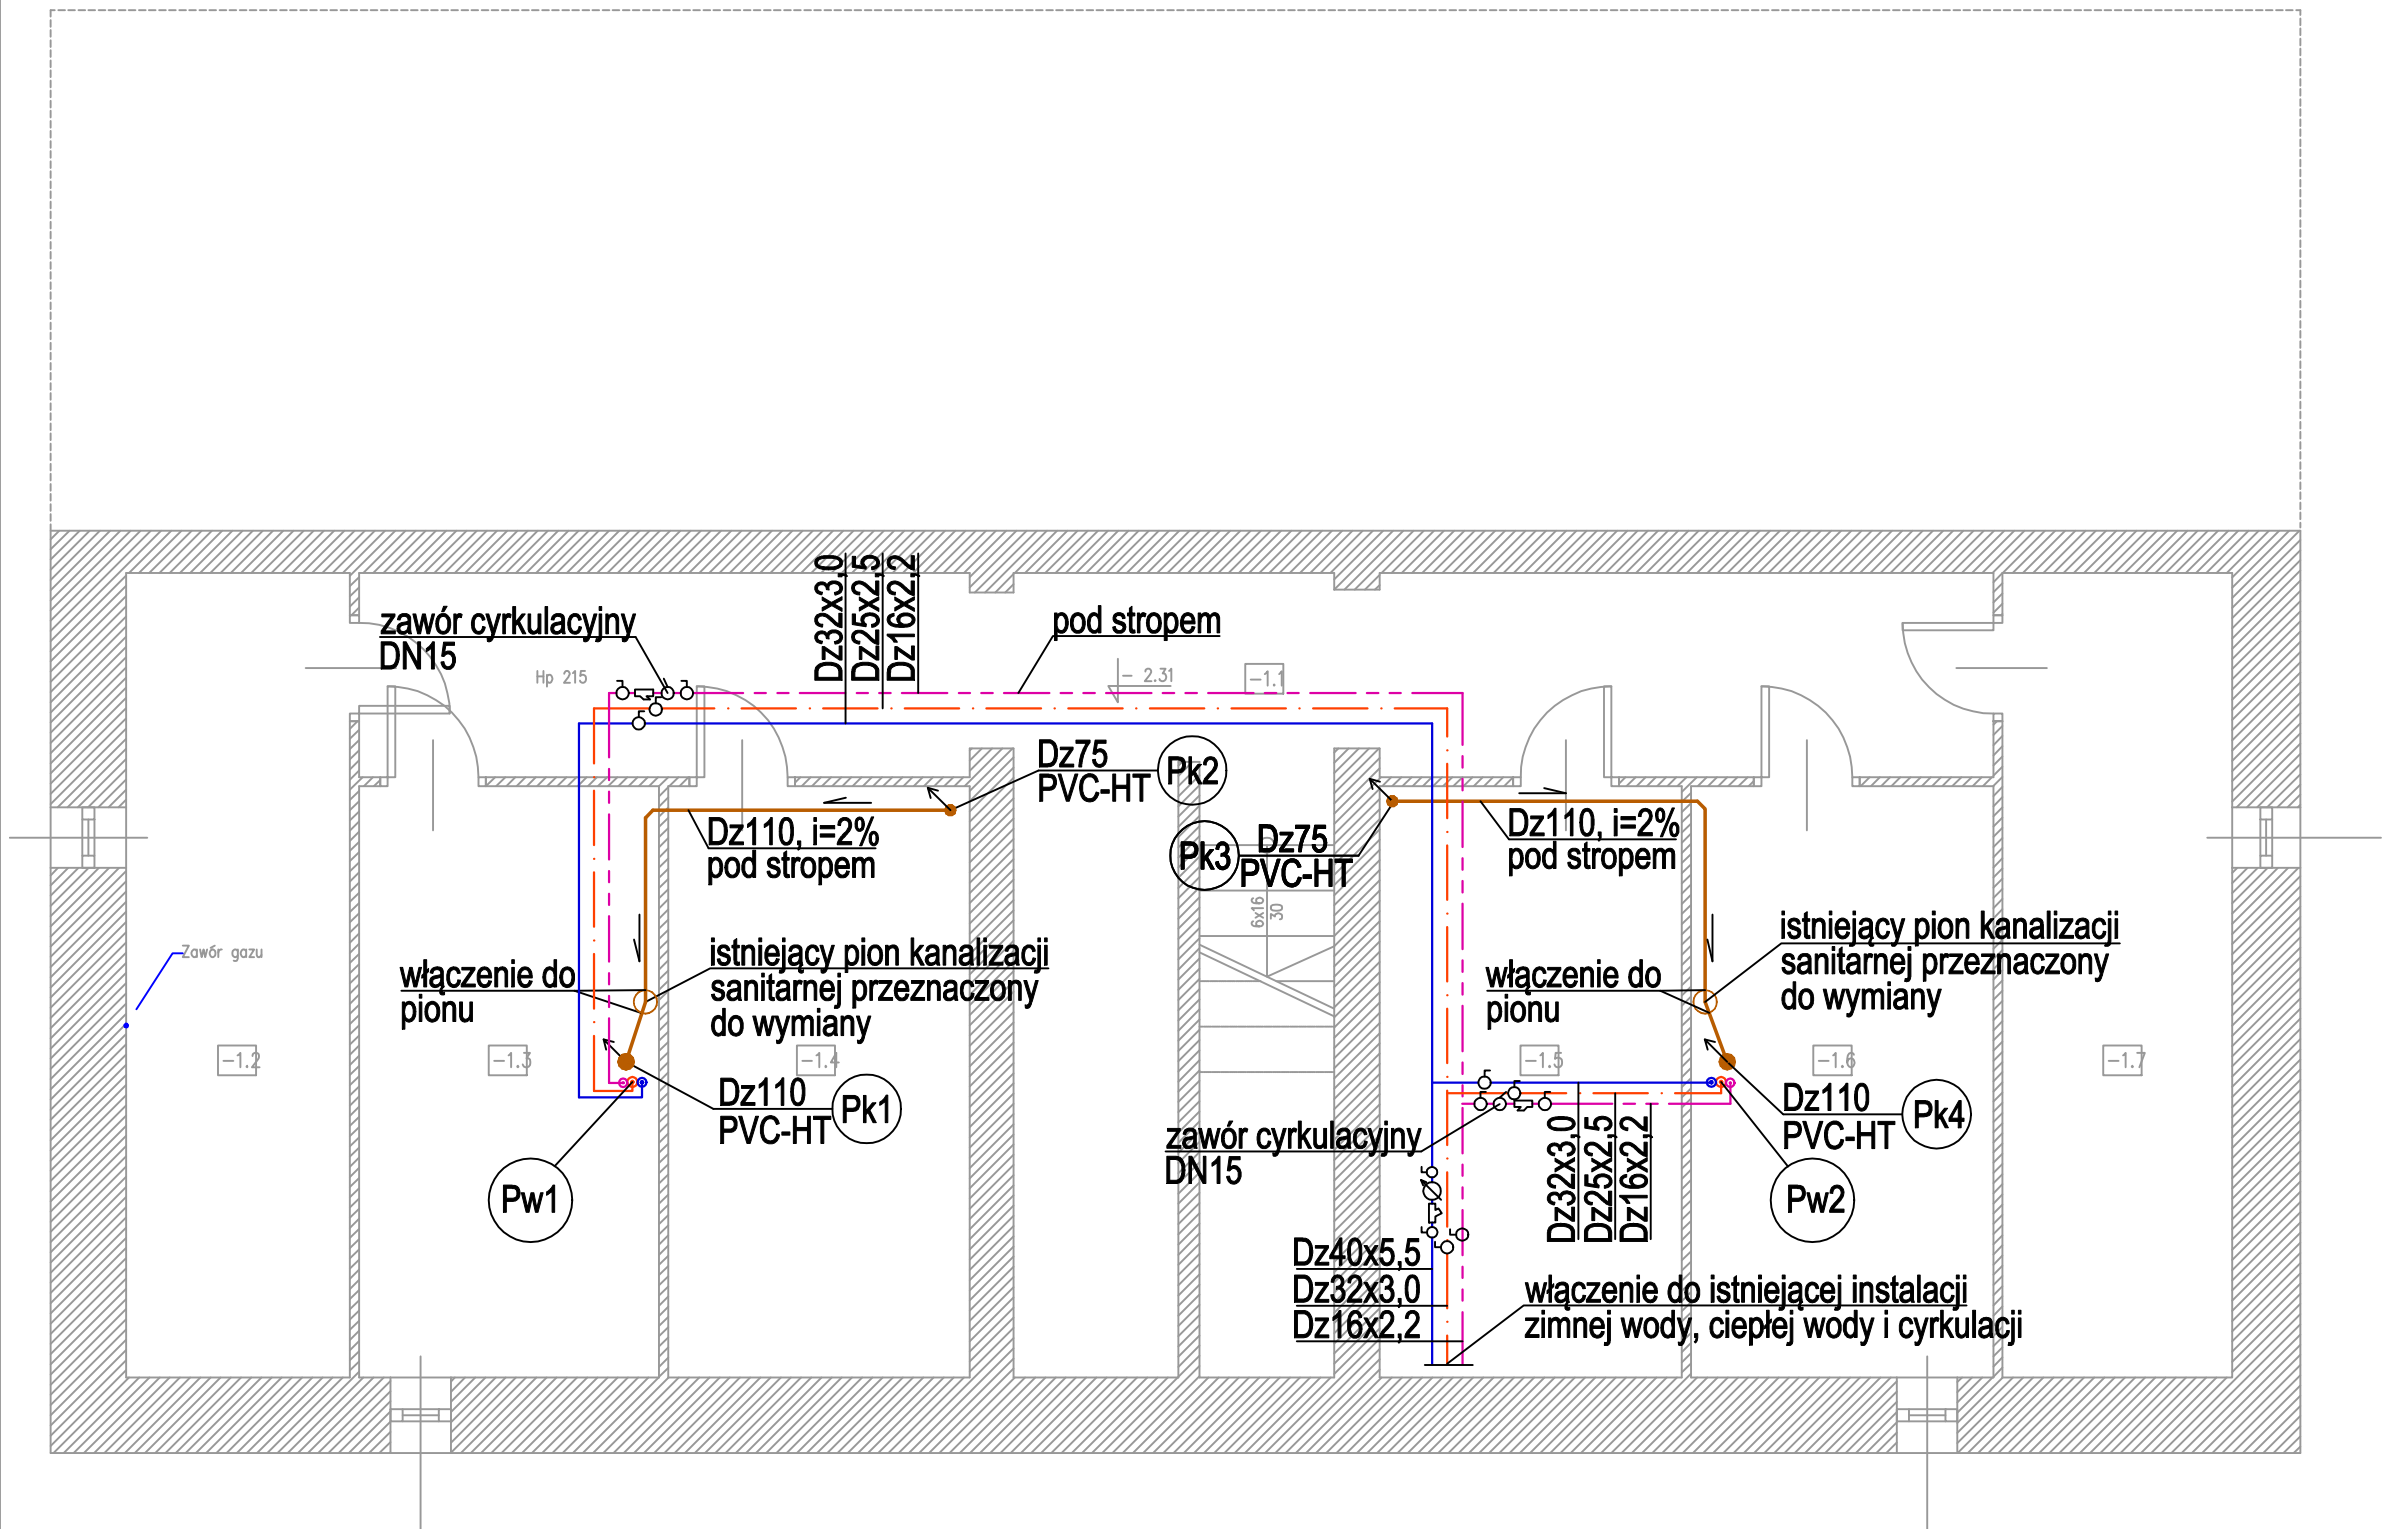 Dz32x3,0
Dz25x2,5
Dz16x2,2
zawór cyrkulacyjny
DN15
pod stropem
Hp 215
- 2.31
-1.1
Dz75
PVC-HT
Pk2
Dz110, i=2%
pod stropem
Pk3
Dz75
PVC-HT
Dz110, i=2%
pod stropem
6x16
30
Zawór gazu
włączenie do
pionu
istniejący pion kanalizacji
sanitarnej przeznaczony
do wymiany
włączenie do
pionu
istniejący pion kanalizacji
sanitarnej przeznaczony
do wymiany
-1.2
-1.3
-1.4
-1.5
-1.6
-1.7
Dz110
PVC-HT
Pk1
Pw1
zawór cyrkulacyjny
DN15
Dz32x3,0
Dz25x2,5
Dz16x2,2
Dz110
PVC-HT
Pk4
Pw2
Dz40x5,5
Dz32x3,0
Dz16x2,2
włączenie do istniejącej instalacji
zimnej wody, ciepłej wody i cyrkulacji